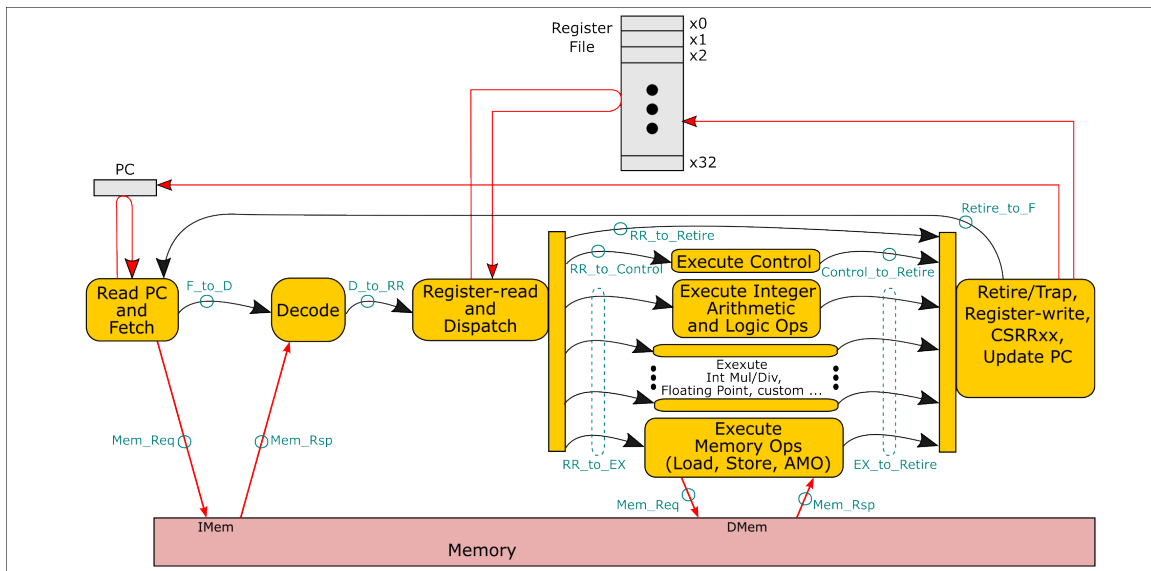 Register
File
x0
x1
x2
x32
PC
Retire_to_F
RR_to_Retire
RR_to_Control
Execute Control
Control_to_Retire
Read PC
and
Fetch
F_to_D
Decode
D_to_RR
Register-read
and
Dispatch
Execute Integer
Arithmetic
and Logic Ops
Retire/Trap,
Register-write,
CSRRxx,
Update PC
Exexute
Int Mul/Div,
Floating Point, custom ...
Execute
Memory Ops
(Load, Store, AMO)
RR_to_EX
EX_to_Retire
Mem_Req
Mem_Rsp
Mem_Req
Mem_Rsp
IMem
DMem
Memory